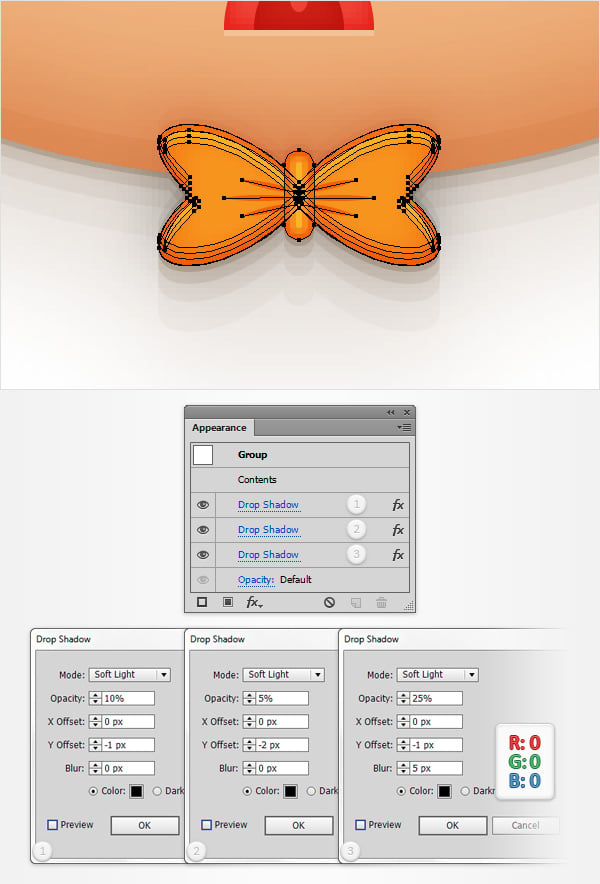 Appearance
Group
Contents
Drop Shadow 1 fx
Drop Shadow 2 fx
Drop Shadow 3 fx
Opacity: Default
fx
Drop Shadow
Mode: Soft Light
Opacity: 10%
X Offset: 0 px
Y Offset: -1 px
Blur: 0 px
Color: Dark
Preview OK
1
Drop Shadow
Mode: Soft Light
Opacity: 5%
X Offset: 0 px
Y Offset: -2 px
Blur: 0 px
Color: Dark
Preview OK
2
Drop Shadow
Mode: Soft Light
Opacity: 25%
X Offset: 0 px
Y Offset: -1 px
Blur: 5 px
Color:
Preview OK Cancel
3
R: 0
G: 0
B: 0